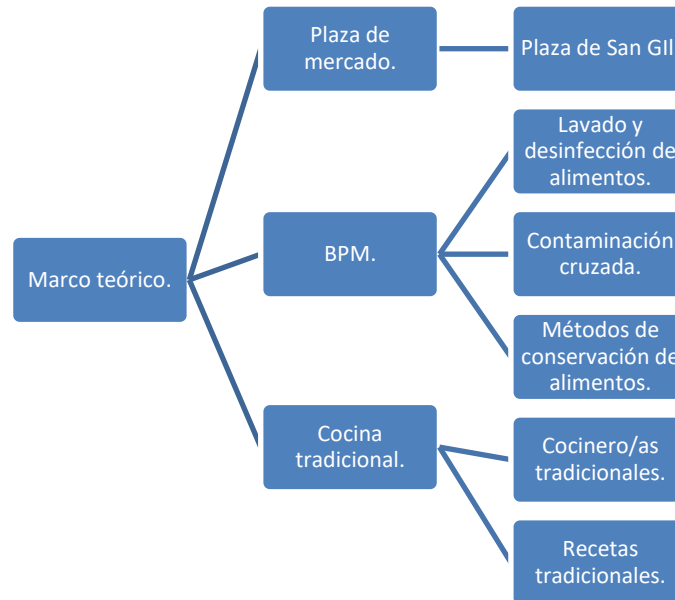 Plaza de
mercado.
Plaza de San GIl
Lavado y
desinfección de
alimentos.
Marco teórico.
BPM.
Contaminación
cruzada.
Métodos de
conservación de
alimentos.
Cocina
tradicional.
Cocinero/as
tradicionales.
Recetas
tradicionales.